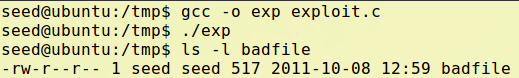 seed@ubuntu:/tmp$ gcc -o exp exploit.c
seed@ubuntu:/tmp$ ./exp
seed@ubuntu:/tmp$ ls -l badfile
-rw-r--r-- 1 seed seed 517 2011-10-08 12:59 badfile